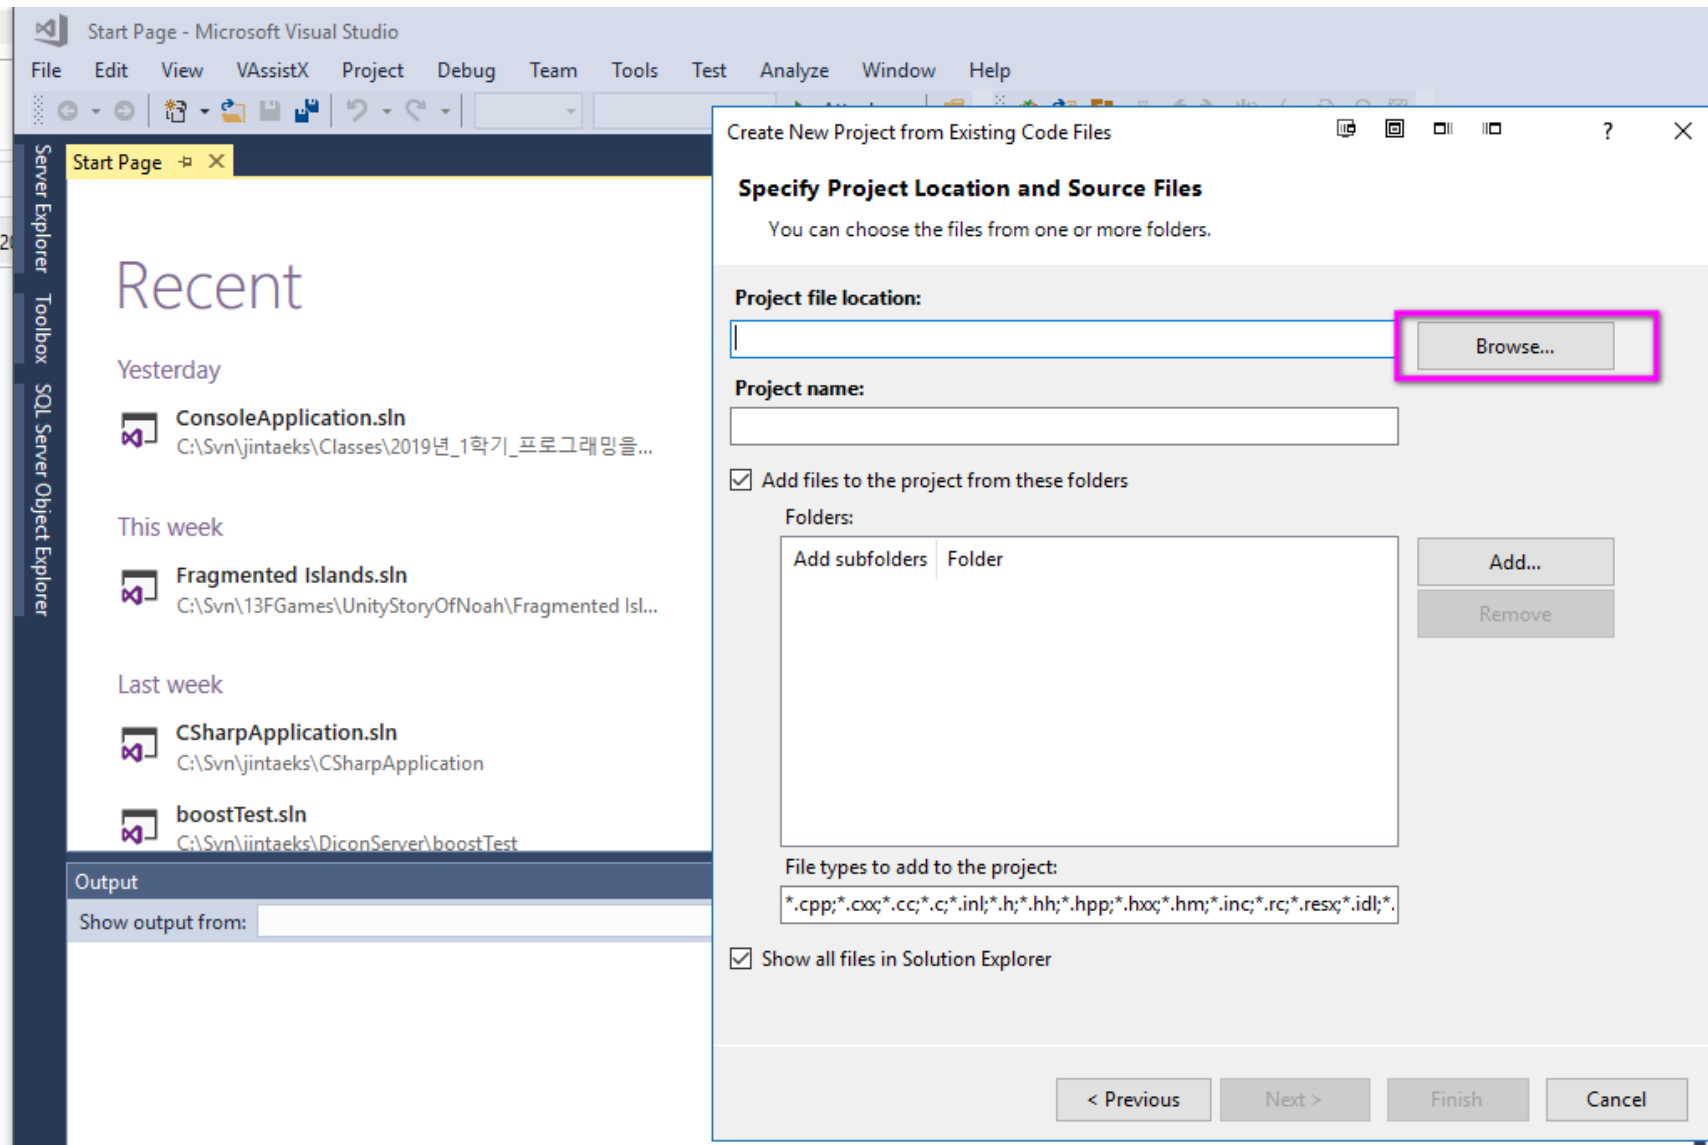 Start Page - Microsoft Visual Studio
File Edit View VAssistX Project Debug Team Tools Test Analyze Window Help
Server Explorer
Toolbox
SQL Server Object Explorer
Start Page
Recent
Yesterday
ConsoleApplication.sln
C:\Svn\jintaeks\Classes\2019년_1학기_프로그래밍을...
This week
Fragmented Islands.sln
C:\Svn\13FGames\UnityStoryOfNoah\Fragmented Isl...
Last week
CSharpApplication.sln
C:\Svn\jintaeks\CSharpApplication
boostTest.sln
C:\Svn\jintaeks\DiconServer\boostTest
Output
Show output from:
Create New Project from Existing Code Files
?
Specify Project Location and Source Files
You can choose the files from one or more folders.
Project file location:
Browse...
Project name:
Add files to the project from these folders
Folders:
Add subfolders Folder
Add...
Remove
File types to add to the project:
*.cpp;*.cxx;*.cc;*.c;*.inl;*.h;*.hh;*.hpp;*.hxx;*.hm;*.inc;*.rc;*.resx;*.idl;*.
Show all files in Solution Explorer
< Previous
Next >
Finish
Cancel